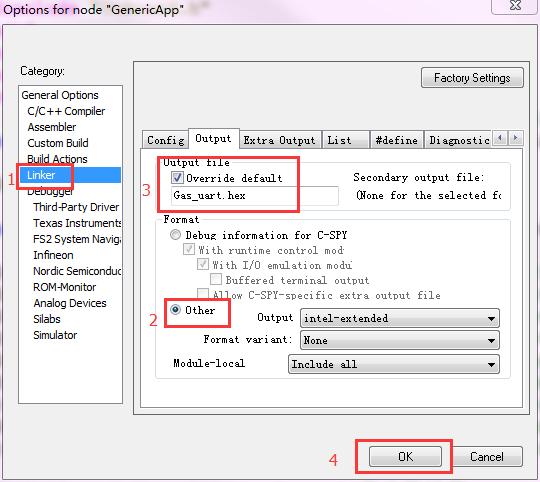 Options for node "GenericApp"
Category:
Factory Settings
General Options
C/C++ Compiler
Assembler
Custom Build
Build Actions
1
Linker
Debugger
Third-Party Driver
Texas Instruments
FS2 System Naviga
Infineon
Nordic Semiconduc
ROM-Monitor
Analog Devices
Silabs
Simulator
Config Output Extra Output List #define Diagnostic
Output file
3
Override default
Gas_uart.hex
Secondary output file:
(None for the selected fo
Format
Debug information for C-SPY
With runtime control mod
With I/O emulation modu
Buffered terminal output
Allow C-SPY-specific extra output file
2
Other
Output intel-extended
Format variant: None
Module-local Include all
4
OK Cancel